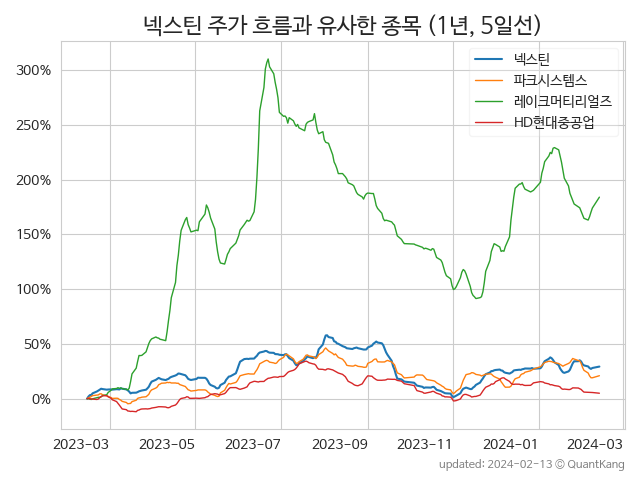 넥스틴 주가 흐름과 유사한 종목 (1년, 5일선)
넥스틴
파크시스템스
레이크머티리얼즈
HD현대중공업
300%
250%
200%
150%
100%
50%
0%
2023-03 2023-05 2023-07 2023-09 2023-11 2024-01 2024-03
updated: 2024-02-13 © QuantKang